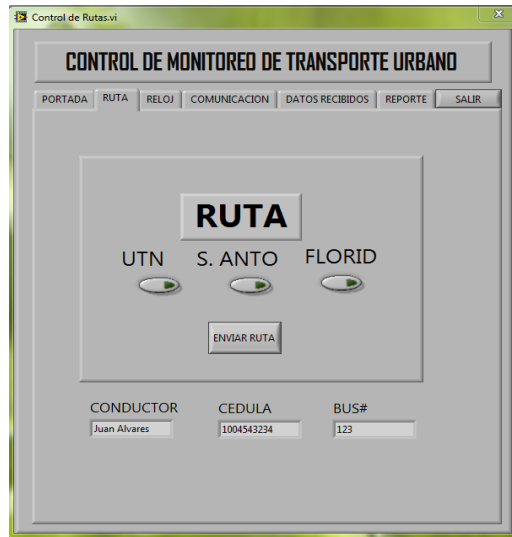 Control de Rutas.vi
CONTROL DE MONITOREO DE TRANSPORTE URBANO
PORTADA RUTA RELOJ COMUNICACION DATOS RECIBIDOS REPORTE SALIR
RUTA
UTN S. ANTO FLORID
ENVIAR RUTA
CONDUCTOR CEDULA BUS#
Juan Alvares 1004543234 123